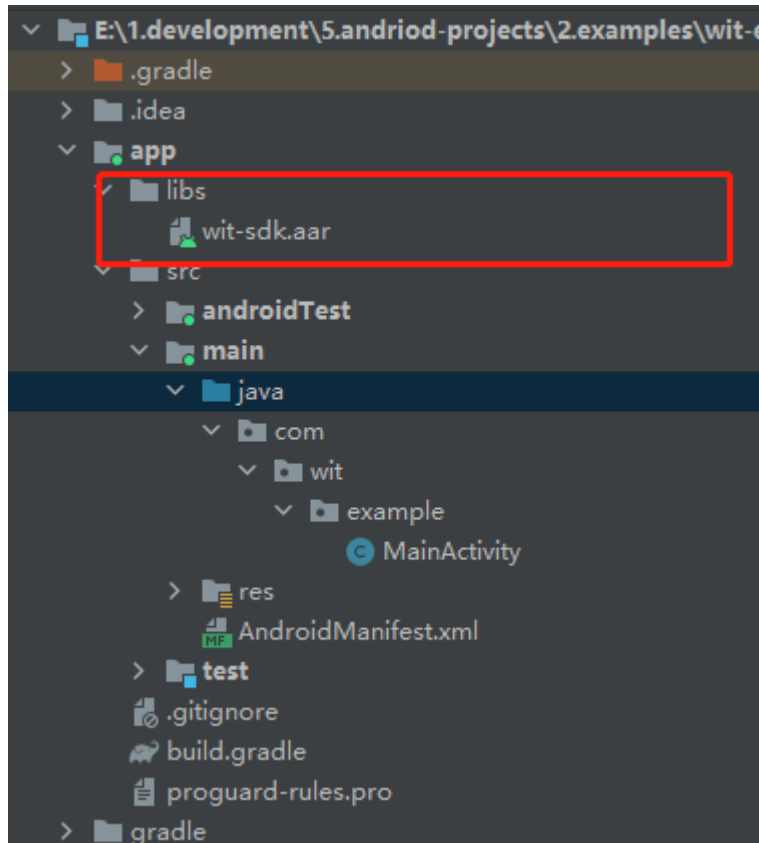 E:\1.development\5.andriod-projects\2.examples\wit-e
.gradle
.idea
app
libs
wit-sdk.aar
src
androidTest
main
java
com
wit
example
C MainActivity
res
MF AndroidManifest.xml
test
.gitignore
build.gradle
proguard-rules.pro
gradle